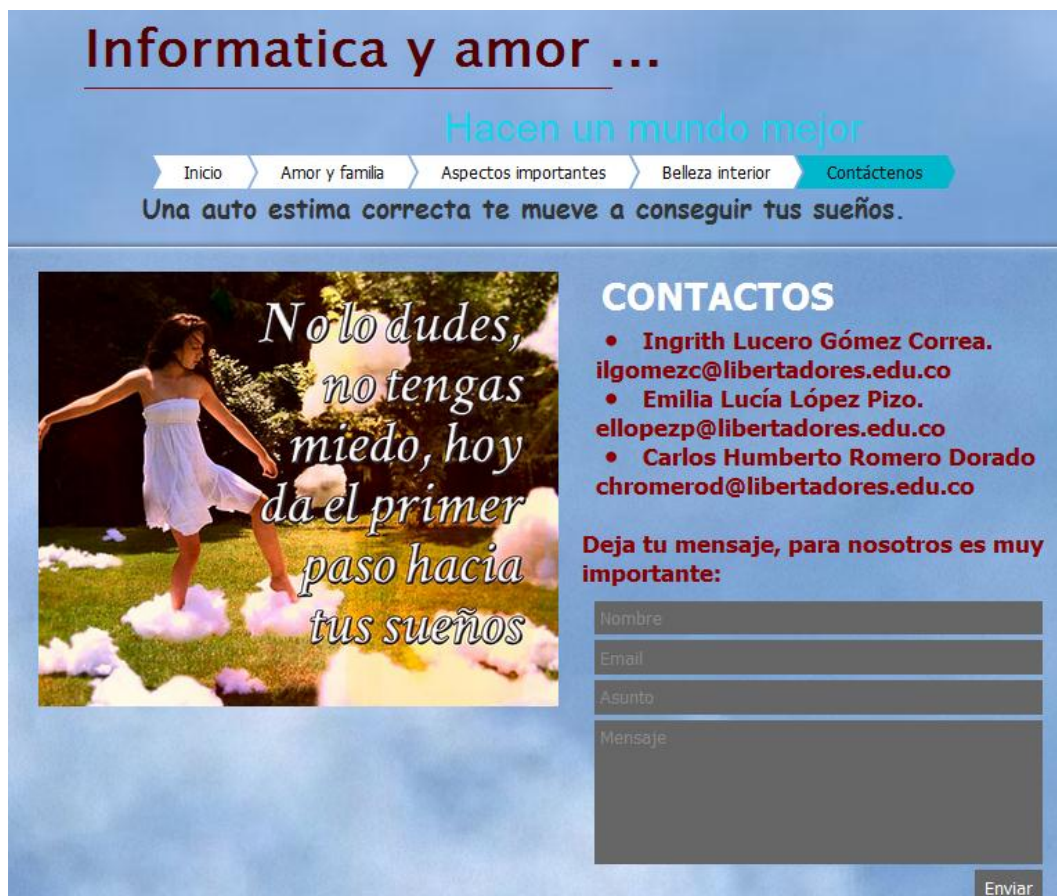 Informatica y amor ...
Hacen un mundo mejor
Inicio
Amor y familia
Aspectos importantes
Belleza interior
Contáctenos
Una auto estima correcta te mueve a conseguir tus sueños.
No lo dudes,
no tengas
miedo, hoy
da el primer
paso hacia
tus sueños
CONTACTOS
• Ingrith Lucero Gómez Correa.
ilgomezc@libertadores.edu.co
• Emilia Lucía López Pizo.
ellopezp@libertadores.edu.co
• Carlos Humberto Romero Dorado
chromerod@libertadores.edu.co
Deja tu mensaje, para nosotros es muy
importante:
Nombre
Email
Asunto
Mensaje
Enviar